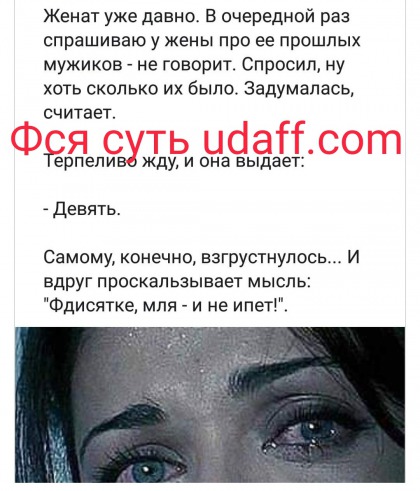 Женат уже давно. В очередной раз
спрашиваю у жены про ее прошлых
мужиков - не говорит. Спросил, ну
хоть сколько их было. Задумалась,
считает.
Фся суть udaff.com
Терпеливо жду, и она выдает:
- Девять.
Самому, конечно, взгрустнулось... И
вдруг проскальзывает мысль:
"Фдисятке, мля - и не ипет!".